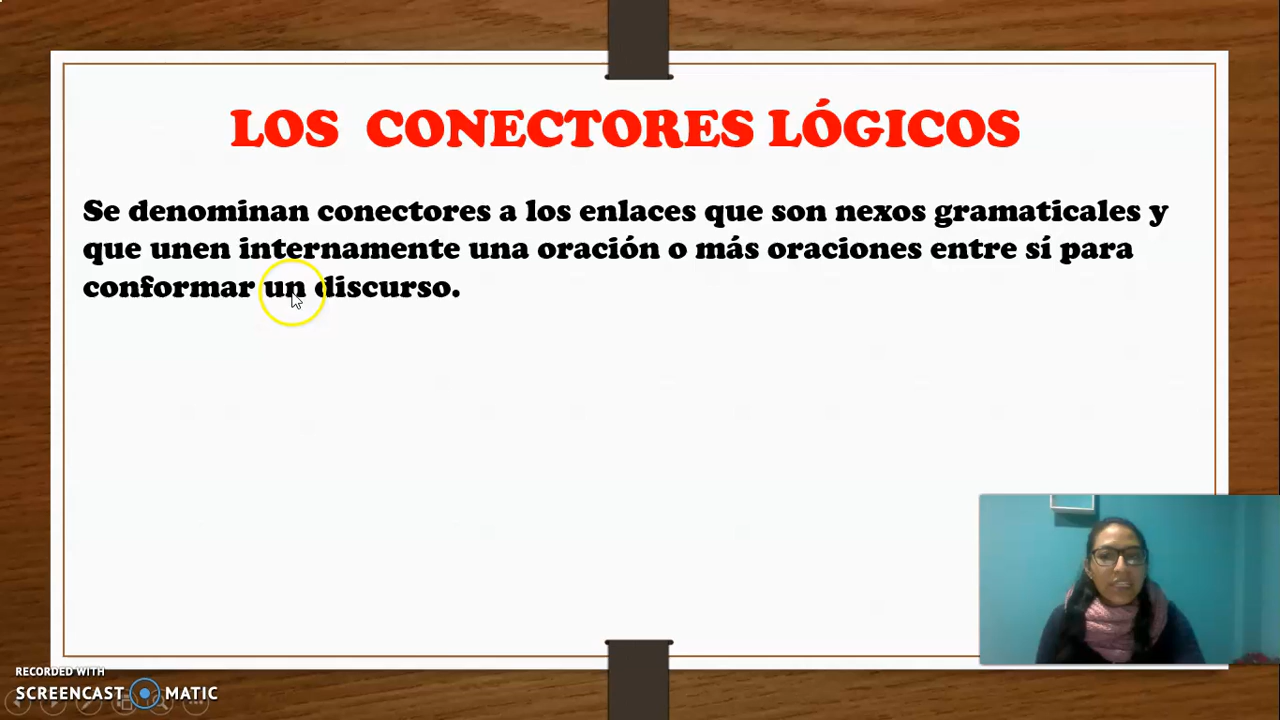 LOS CONECTORES LÓGICOS
Se denominan conectores a los enlaces que son nexos gramaticales y
que unen internamente una oración o más oraciones entre sí para
conformar un discurso.
RECORDED WITH
SCREENCAST MATIC